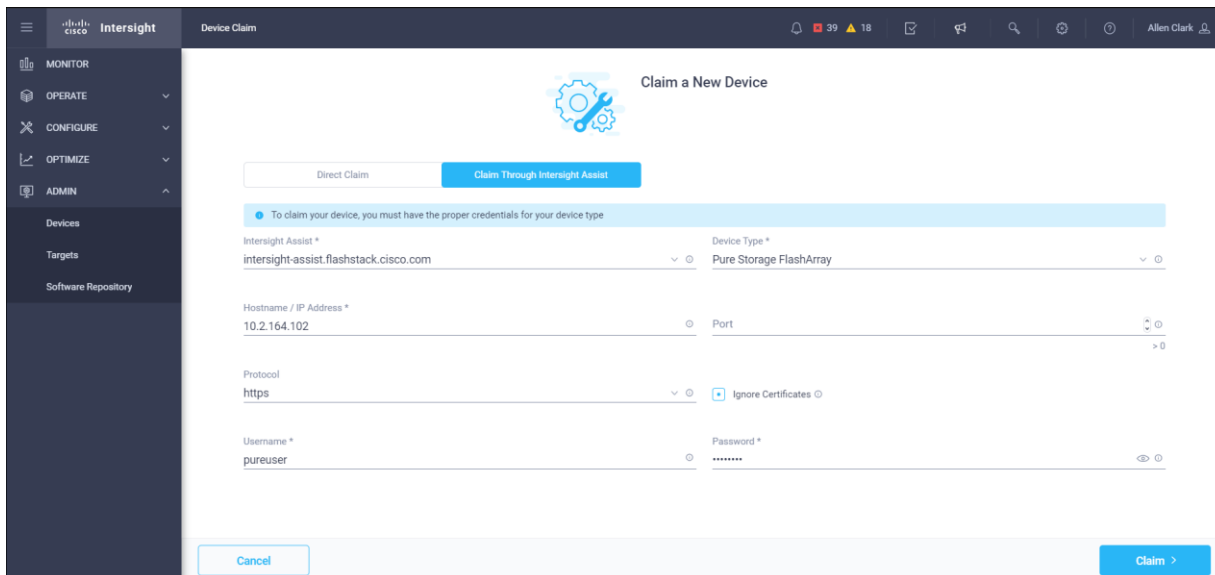 cisco Intersight
Device Claim
39 18
Allen Clark
MONITOR
OPERATE
CONFIGURE
OPTIMIZE
ADMIN
Devices
Targets
Software Repository
Claim a New Device
Direct Claim
Claim Through Intersight Assist
To claim your device, you must have the proper credentials for your device type
Intersight Assist *
intersight-assist.flashstack.cisco.com
Device Type *
Pure Storage FlashArray
Hostname / IP Address *
10.2.164.102
Port
> 0
Protocol
https
Ignore Certificates
Username *
pureuser
Password *
••••••••
Cancel
Claim >